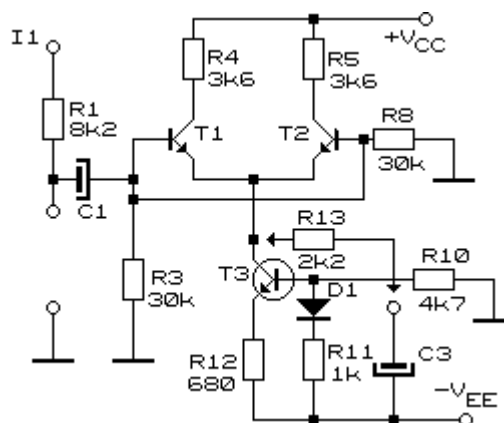 I1
R4
3k6
R5
3k6
+VCC
R1
8k2
T1
T2
R8
30k
C1
R13
2k2
R3
30k
T3
R10
4k7
D1
R12
680
R11
1k
C3
-VEE